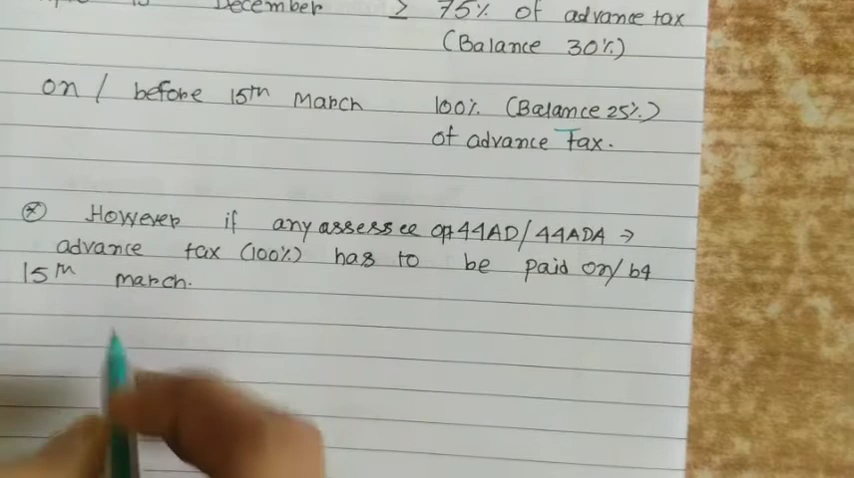 December ≥ 75% of advance tax
(Balance 30%)
on / before 15th March 100% (Balance 25%)
of advance Tax.
However if any assessee opt 44AD/44ADA →
advance tax (100%) has to be paid on/b4
15th march.